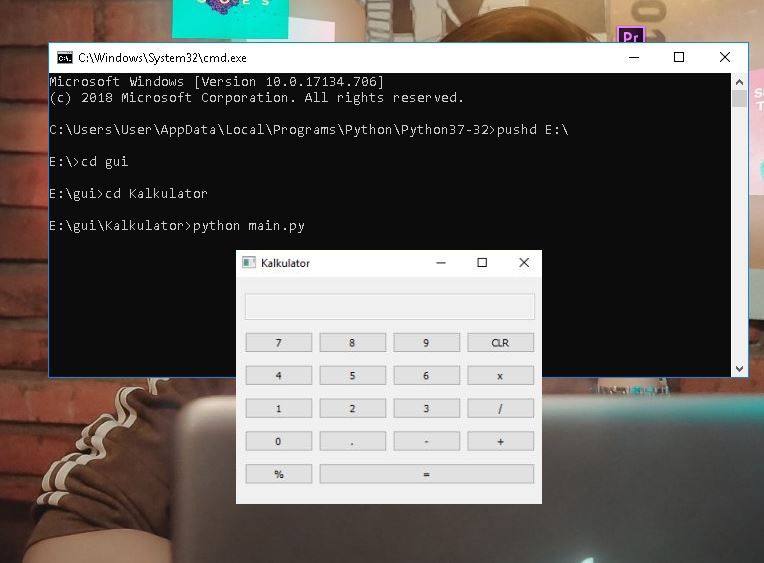 Pr
C:\Windows\System32\cmd.exe
Microsoft Windows [Version 10.0.17134.706]
(c) 2018 Microsoft Corporation. All rights reserved.
C:\Users\User\AppData\Local\Programs\Python\Python37-32>pushd E:\
E:\>cd gui
E:\gui>cd Kalkulator
E:\gui\Kalkulator>python main.py
Kalkulator
7 8 9 CLR
4 5 6 x
1 2 3 /
0 . - +
% =